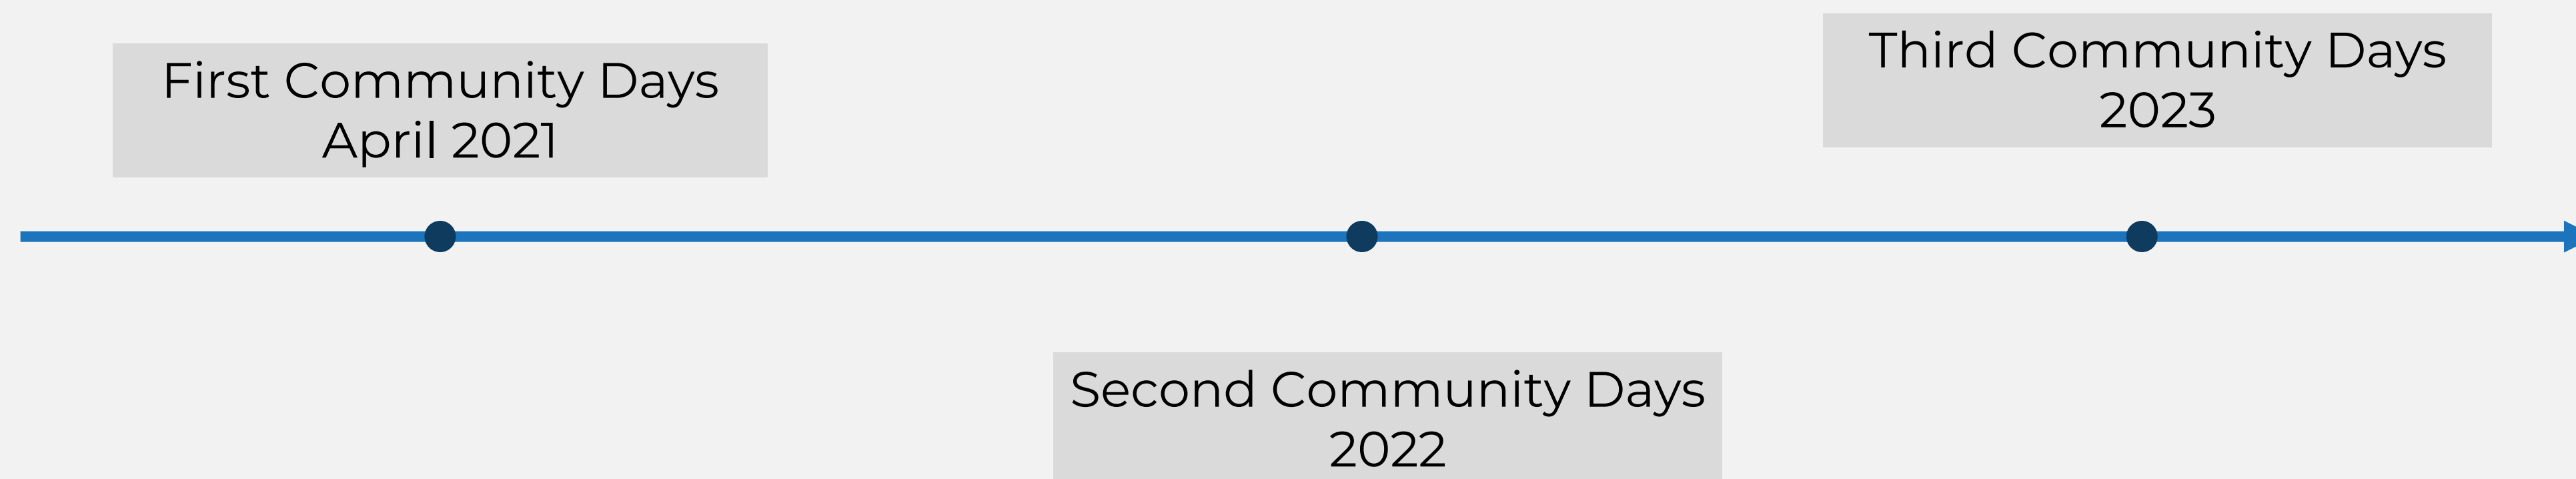 First Community Days
April 2021
Second Community Days
2022
Third Community Days
2023